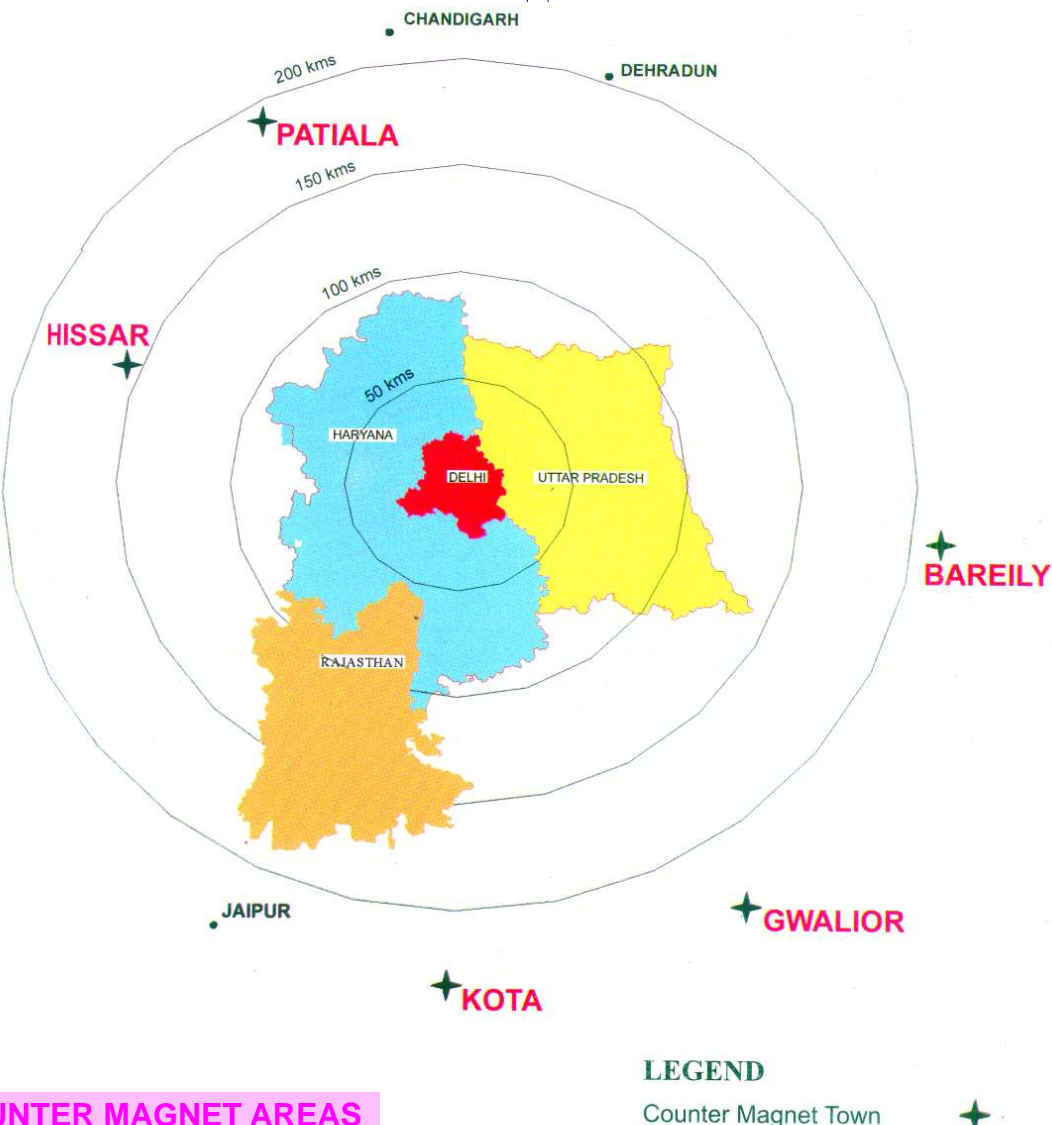 CHANDIGARH
200 kms
DEHRADUN
PATIALA
150 kms
100 kms
HISSAR
50 kms
HARYANA
DELHI
UTTAR PRADESH
BAREILY
RAJASTHAN
JAIPUR
GWALIOR
KOTA
LEGEND
UNTER MAGNET AREAS
Counter Magnet Town